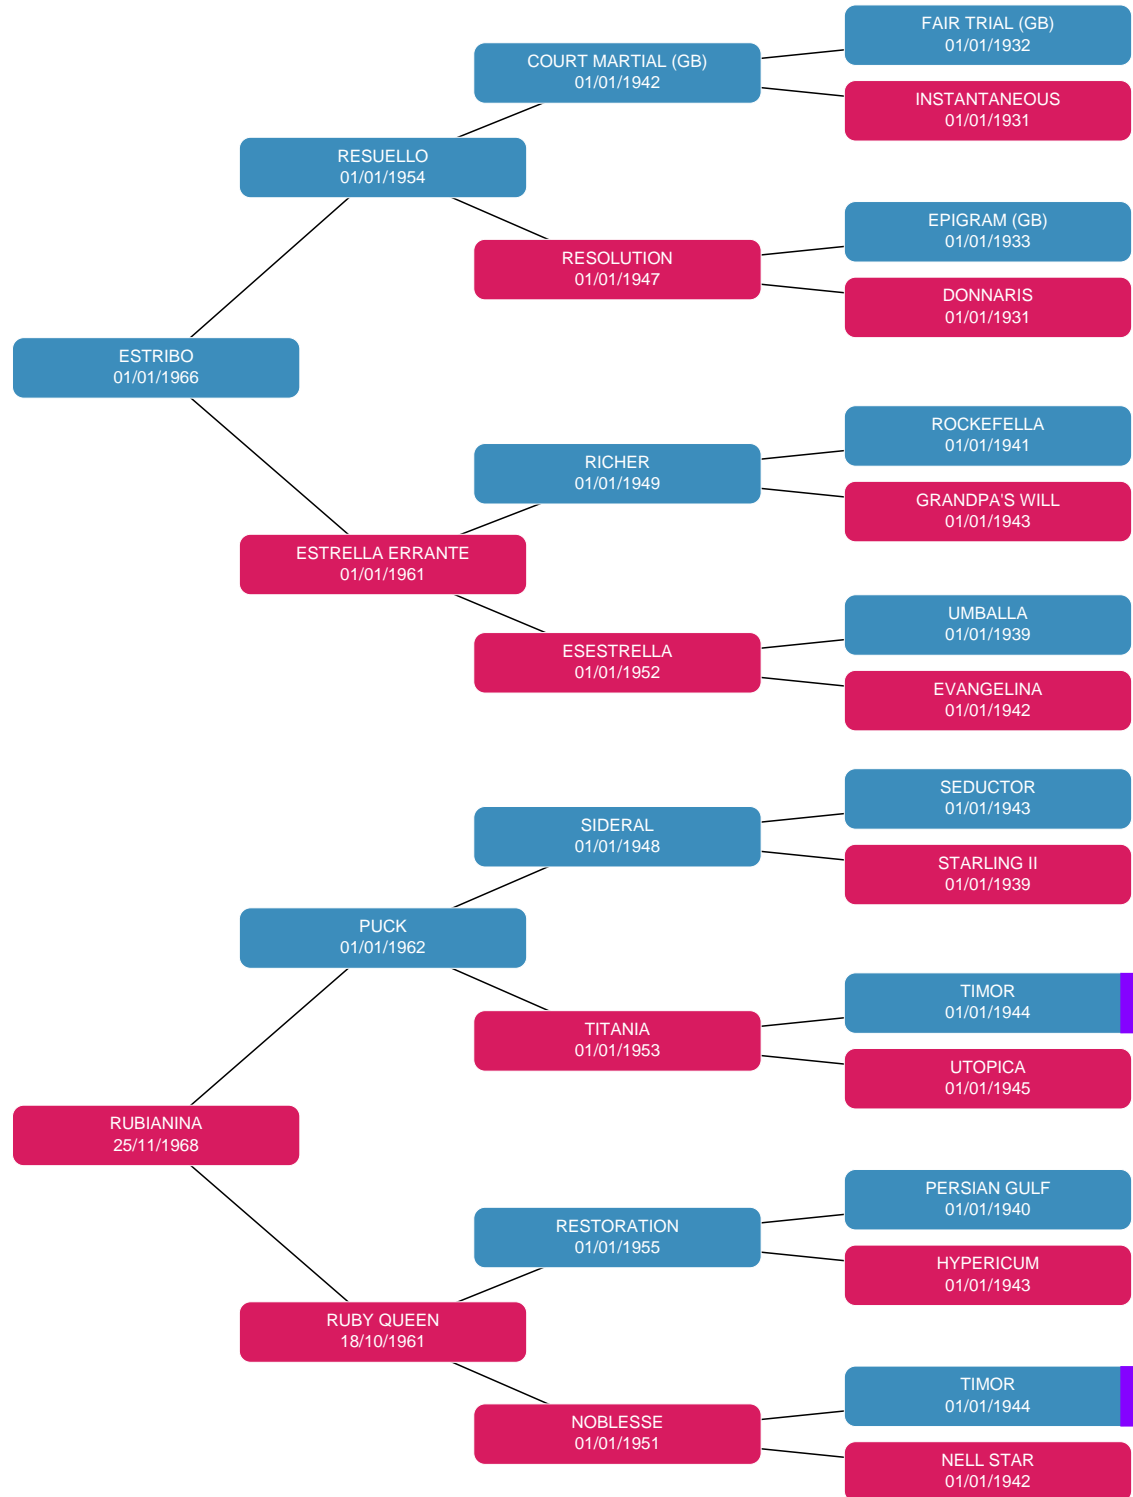 FAIR TRIAL (GB)
01/01/1932
COURT MARTIAL (GB)
01/01/1942
INSTANTANEOUS
01/01/1931
RESUELLO
01/01/1954
EPIGRAM (GB)
01/01/1933
RESOLUTION
01/01/1947
DONNARIS
01/01/1931
ESTRIBO
01/01/1966
ROCKEFELLA
01/01/1941
RICHER
01/01/1949
GRANDPA'S WILL
01/01/1943
ESTRELLA ERRANTE
01/01/1961
UMBALLA
01/01/1939
ESESTRELLA
01/01/1952
EVANGELINA
01/01/1942
SEDUCTOR
01/01/1943
SIDERAL
01/01/1948
STARLING II
01/01/1939
PUCK
01/01/1962
TIMOR
01/01/1944
TITANIA
01/01/1953
UTOPICA
01/01/1945
RUBIANINA
25/11/1968
PERSIAN GULF
01/01/1940
RESTORATION
01/01/1955
HYPERICUM
01/01/1943
RUBY QUEEN
18/10/1961
TIMOR
01/01/1944
NOBLESSE
01/01/1951
NELL STAR
01/01/1942